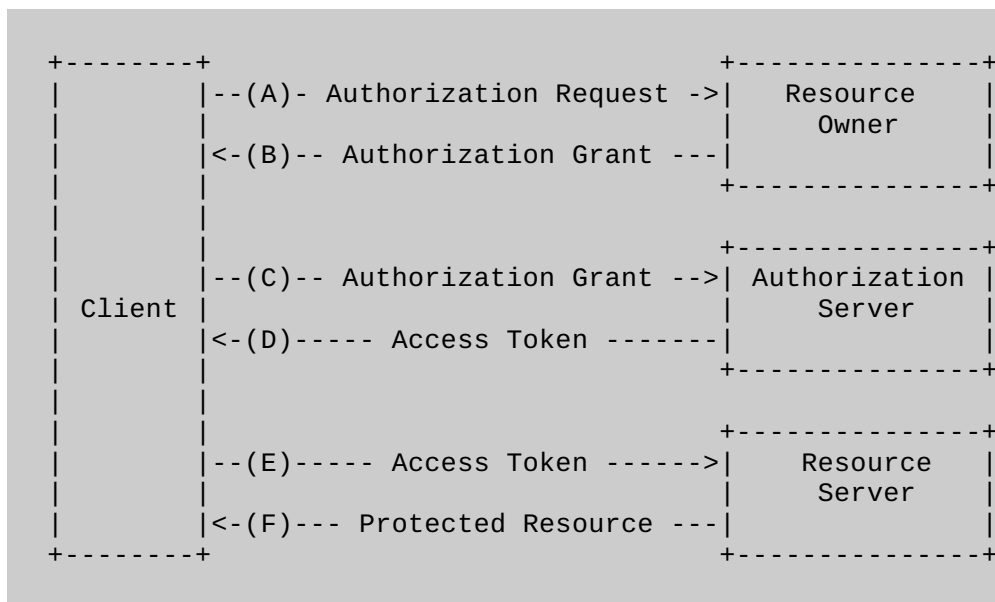 +--------+                               +---------------+
|        |--(A)- Authorization Request ->|   Resource    |
|        |                               |     Owner     |
|        |<-(B)-- Authorization Grant ---|               |
|        |                               +---------------+
|        |
|        |                               +---------------+
|        |--(C)-- Authorization Grant -->| Authorization |
| Client |                               |     Server    |
|        |<-(D)----- Access Token -------|               |
|        |                               +---------------+
|        |
|        |                               +---------------+
|        |--(E)----- Access Token ------>|    Resource   |
|        |                               |     Server    |
|        |<-(F)--- Protected Resource ---|               |
+--------+                               +---------------+